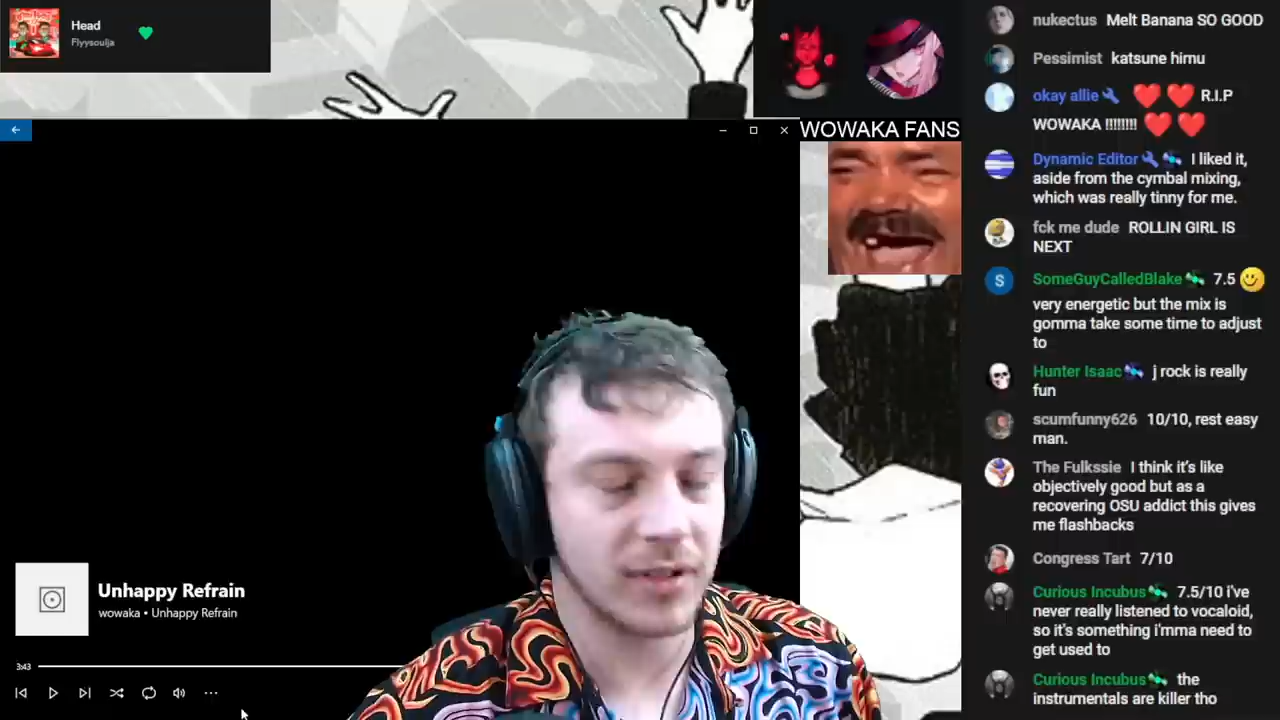 Head
Flyysoulja
WOWAKA FANS
Unhappy Refrain
wowaka • Unhappy Refrain
3:43
nukectus Melt Banana SO GOOD
Pessimist katsune himu
okay allie R.I.P
WOWAKA !!!!!!!!
Dynamic Editor I liked it,
aside from the cymbal mixing,
which was really tinny for me.
fck me dude ROLLIN GIRL IS
NEXT
S
SomeGuyCalledBlake 7.5
very energetic but the mix is
gomma take some time to adjust
to
Hunter Isaac j rock is really
fun
scumfunny626 10/10, rest easy
man.
The Fulkssie I think it's like
objectively good but as a
recovering OSU addict this gives
me flashbacks
Congress Tart 7/10
Curious Incubus 7.5/10 i've
never really listened to vocaloid,
so it's something i'mma need to
get used to
Curious Incubus the
instrumentals are killer tho